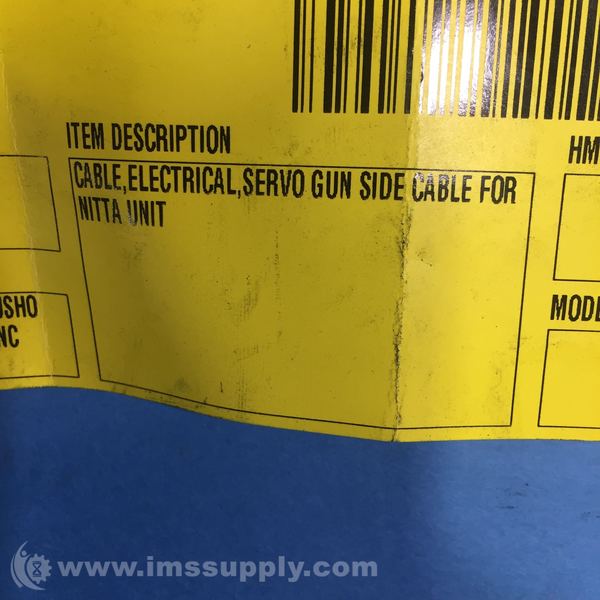 ITEM DESCRIPTION
HM
CABLE,ELECTRICAL,SERVO GUN SIDE CABLE FOR
NITTA UNIT
USHO
NC
MODE
www.imssupply.com